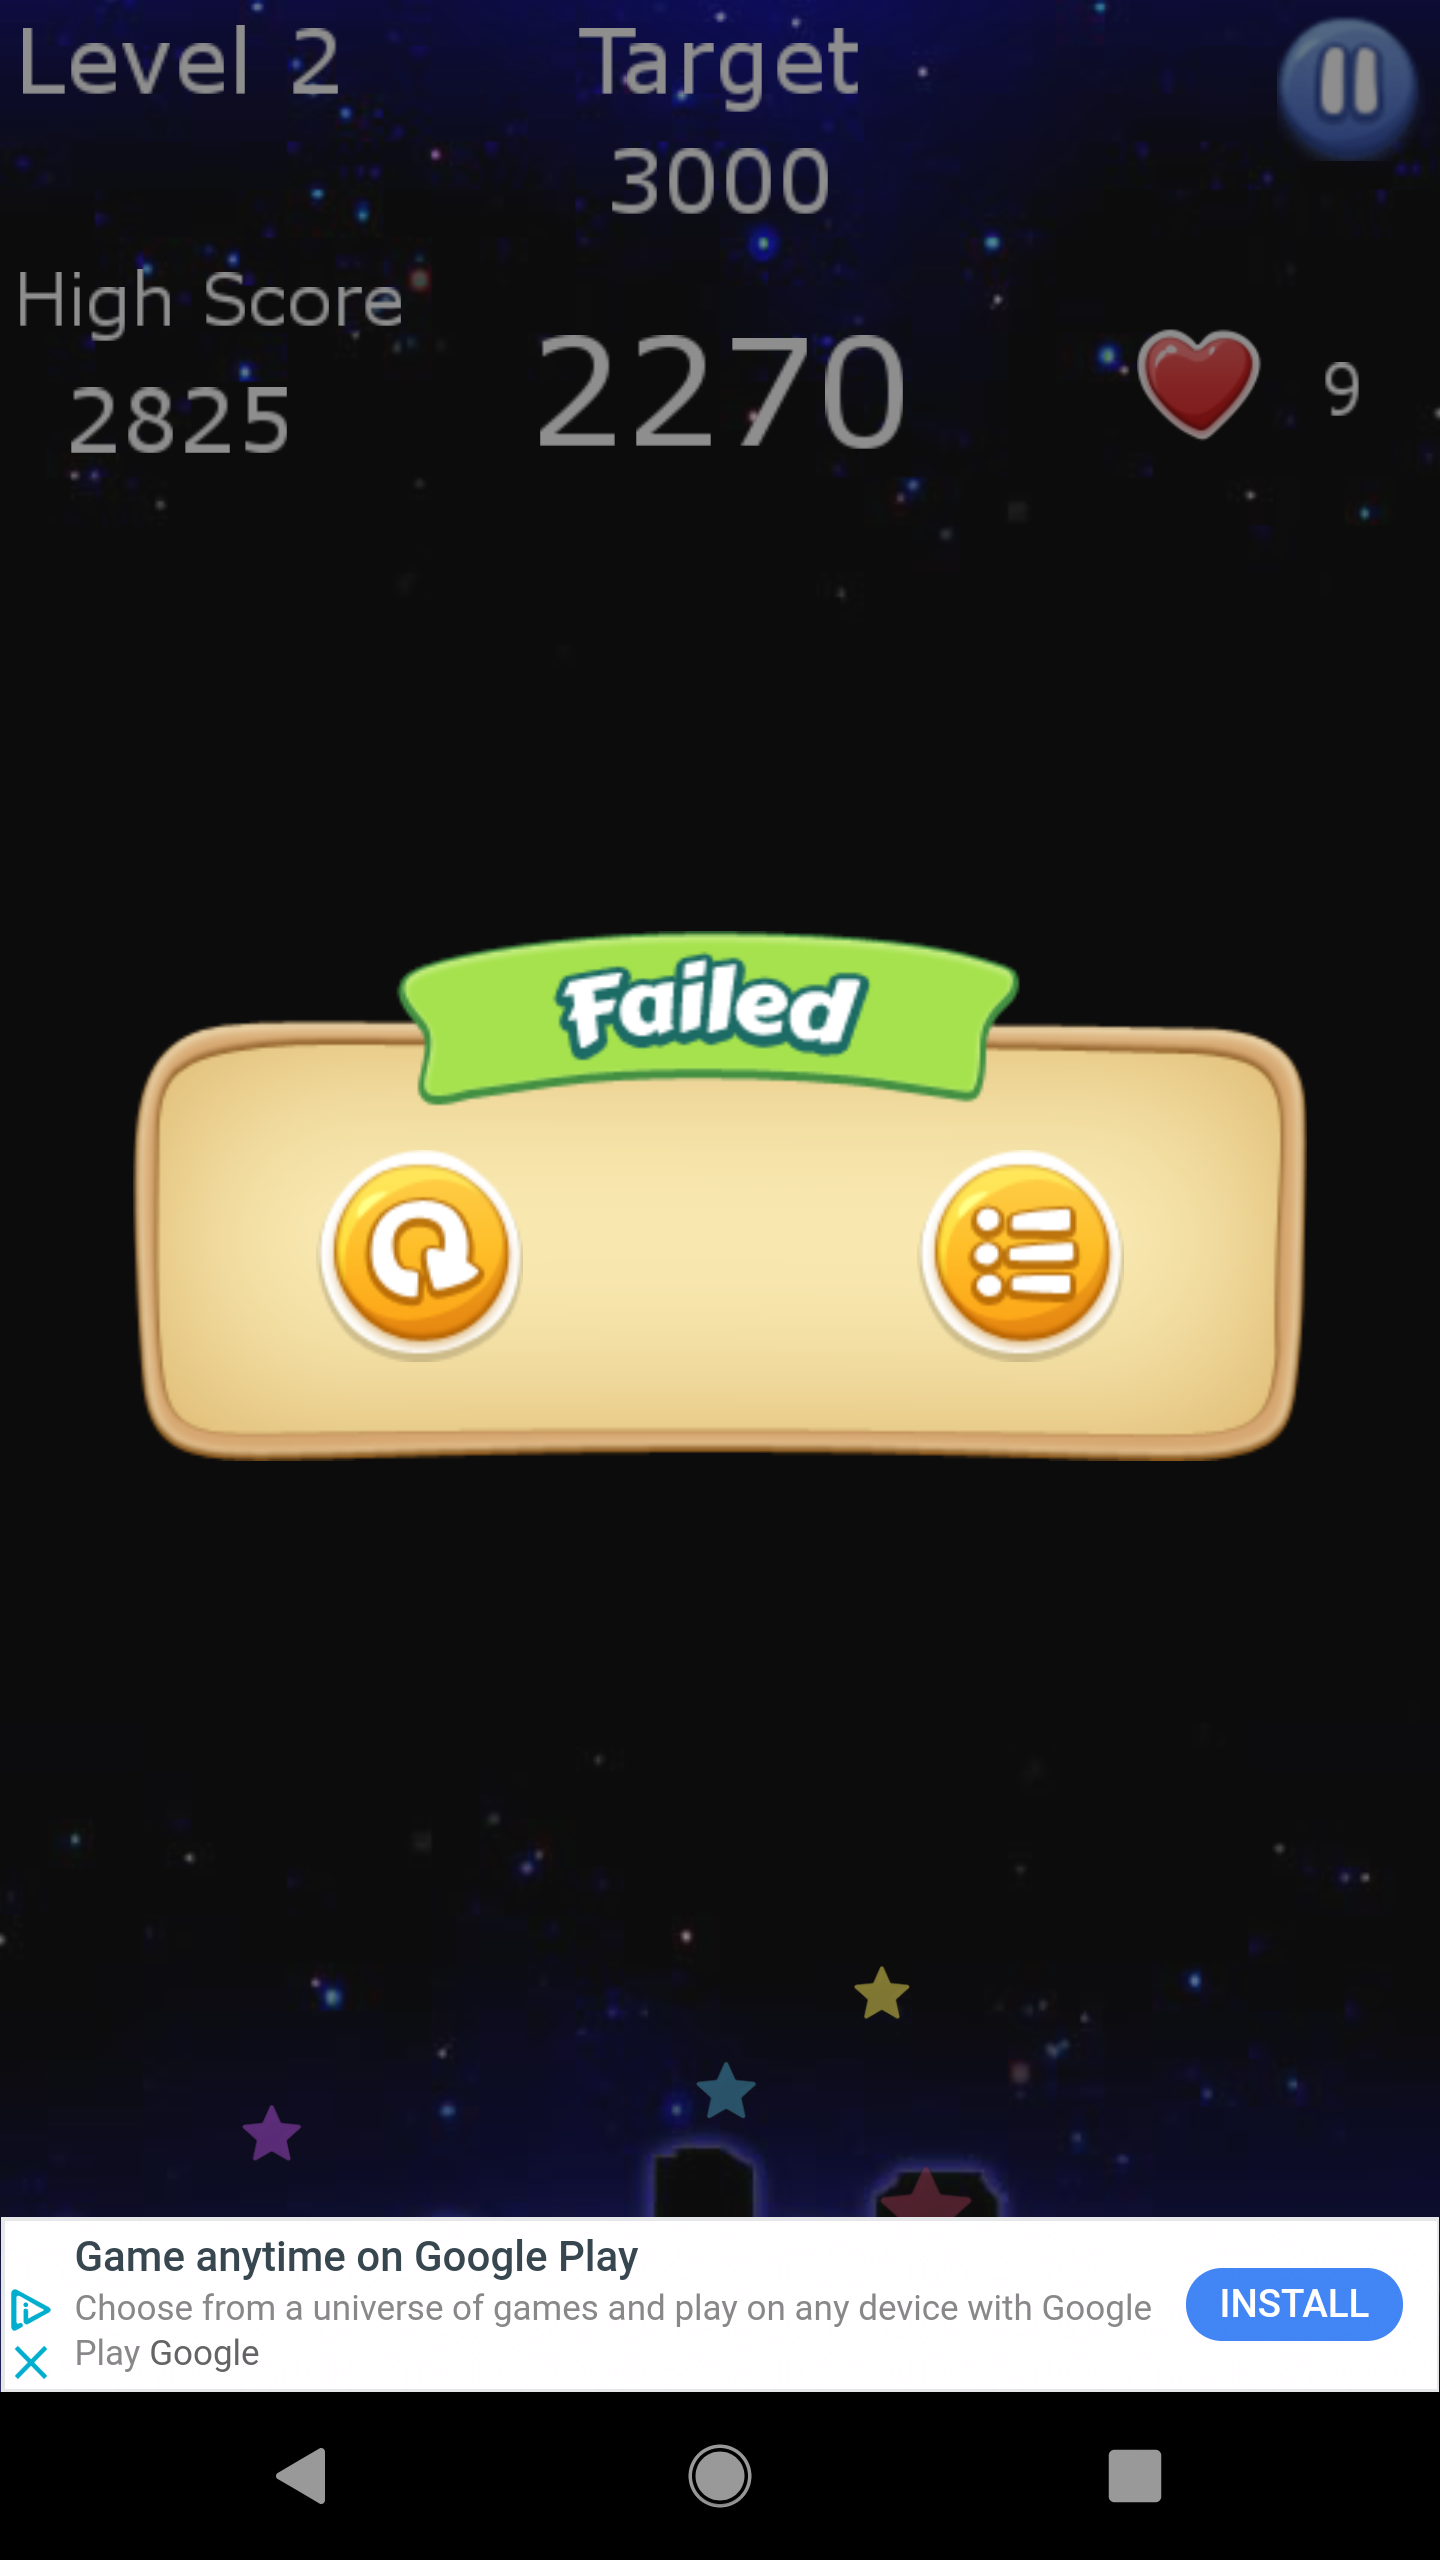 Level 2
Target
3000
High Score
2825
2270
9
Failed
Game anytime on Google Play
Choose from a universe of games and play on any device with Google
Play Google
INSTALL